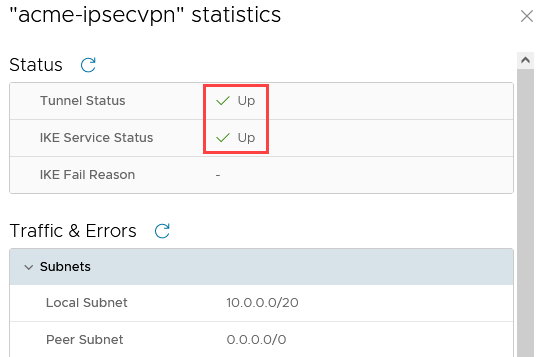 "acme-ipsecvpn" statistics
Status
Tunnel Status Up
IKE Service Status Up
IKE Fail Reason -
Traffic & Errors
Subnets
Local Subnet 10.0.0.0/20
Peer Subnet 0.0.0.0/0